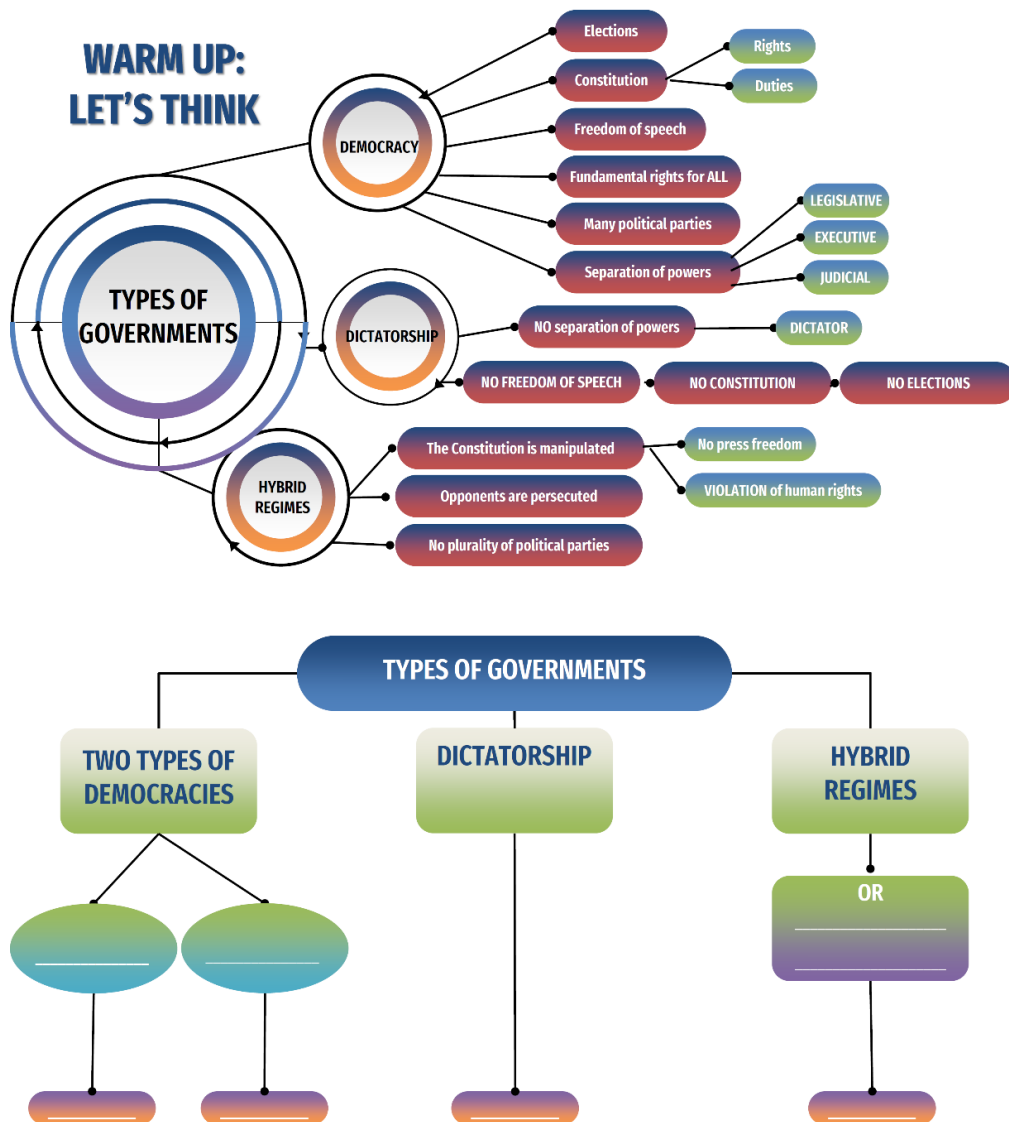 WARM UP:
LET'S THINK
TYPES OF
GOVERNMENTS
DEMOCRACY
Elections
Constitution
Rights
Duties
Freedom of speech
Fundamental rights for ALL
Many political parties
Separation of powers
LEGISLATIVE
EXECUTIVE
JUDICIAL
DICTATORSHIP
NO separation of powers
DICTATOR
NO FREEDOM OF SPEECH
NO CONSTITUTION
NO ELECTIONS
HYBRID
REGIMES
The Constitution is manipulated
No press freedom
VIOLATION of human rights
Opponents are persecuted
No plurality of political parties
TYPES OF GOVERNMENTS
TWO TYPES OF
DEMOCRACIES
DICTATORSHIP
HYBRID
REGIMES
OR